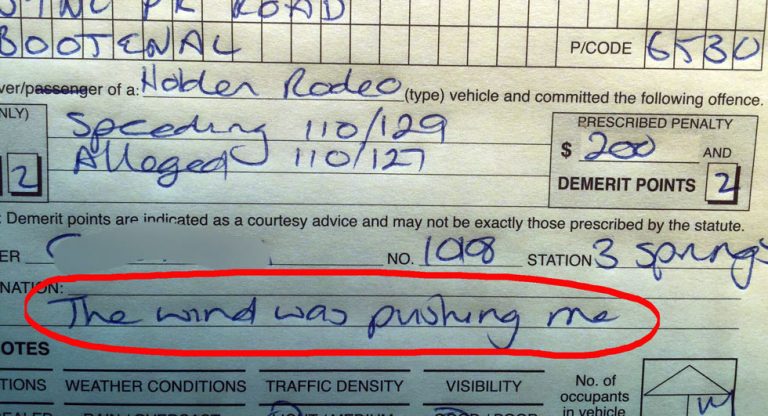 PK ROAD
BOOTENAL P/CODE 6530
ver/passenger of a: Holden Rodeo (type) vehicle and committed the following offence.
NLY) Speeding 110/129 PRESCRIBED PENALTY
Alleged 110/127 $ 200 AND
2 DEMERIT POINTS 2
: Demerit points are indicated as a courtesy advice and may not be exactly those prescribed by the statute.
ER NO. 1098 STATION 3 springs
NATION:
The wind was pushing me
OTES
TIONS WEATHER CONDITIONS TRAFFIC DENSITY VISIBILITY No. of
occupants
in vehicle